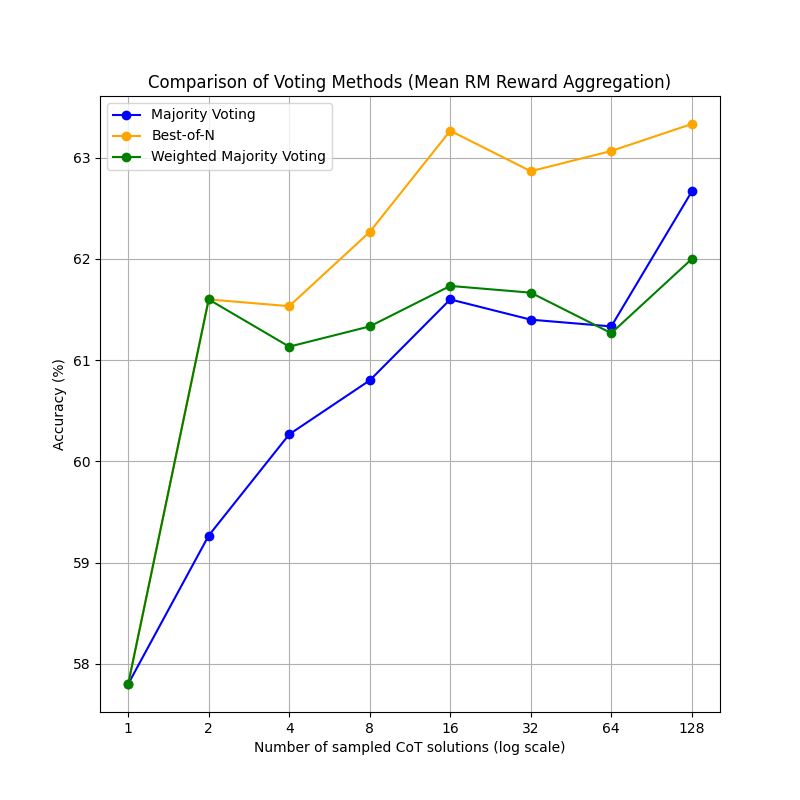 Comparison of Voting Methods (Mean RM Reward Aggregation)
Majority Voting
Best-of-N
Weighted Majority Voting
Accuracy (%)
63
62
61
60
59
58
1 2 4 8 16 32 64 128
Number of sampled CoT solutions (log scale)